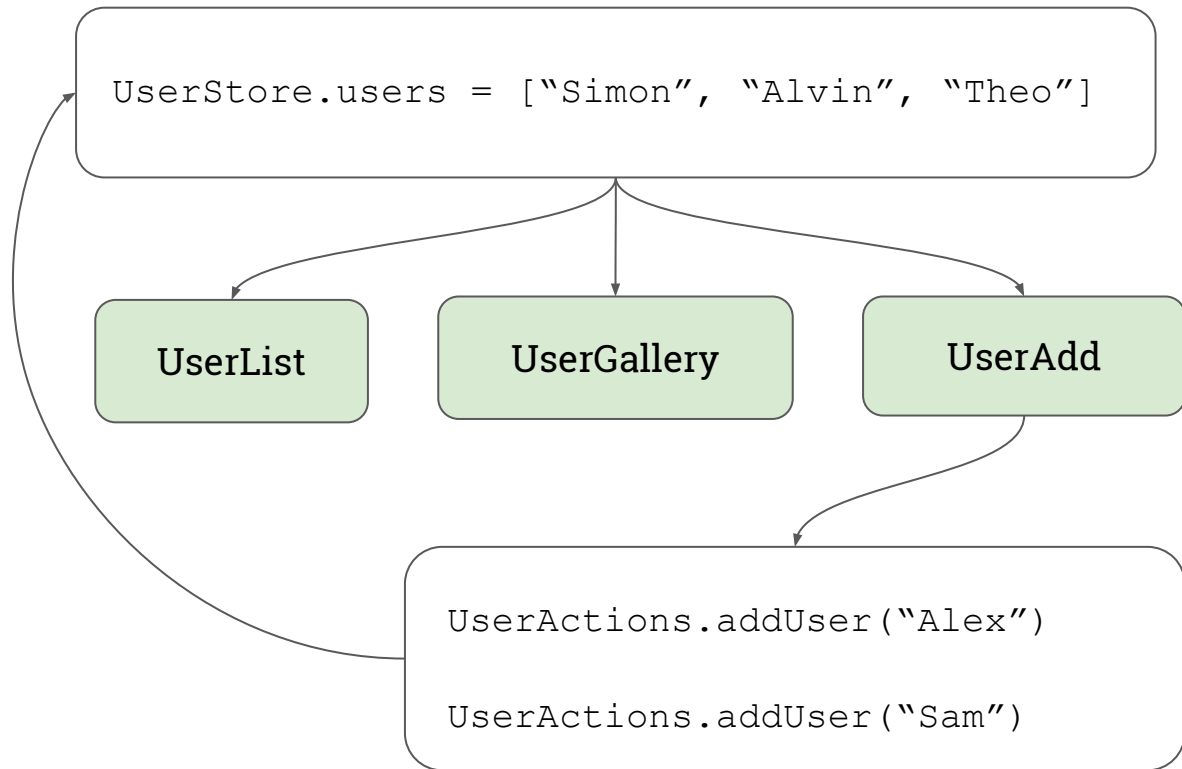 UserStore.users = [“Simon”, “Alvin”, “Theo”]
UserList
UserGallery
UserAdd
UserActions.addUser(“Alex”)
UserActions.addUser(“Sam”)